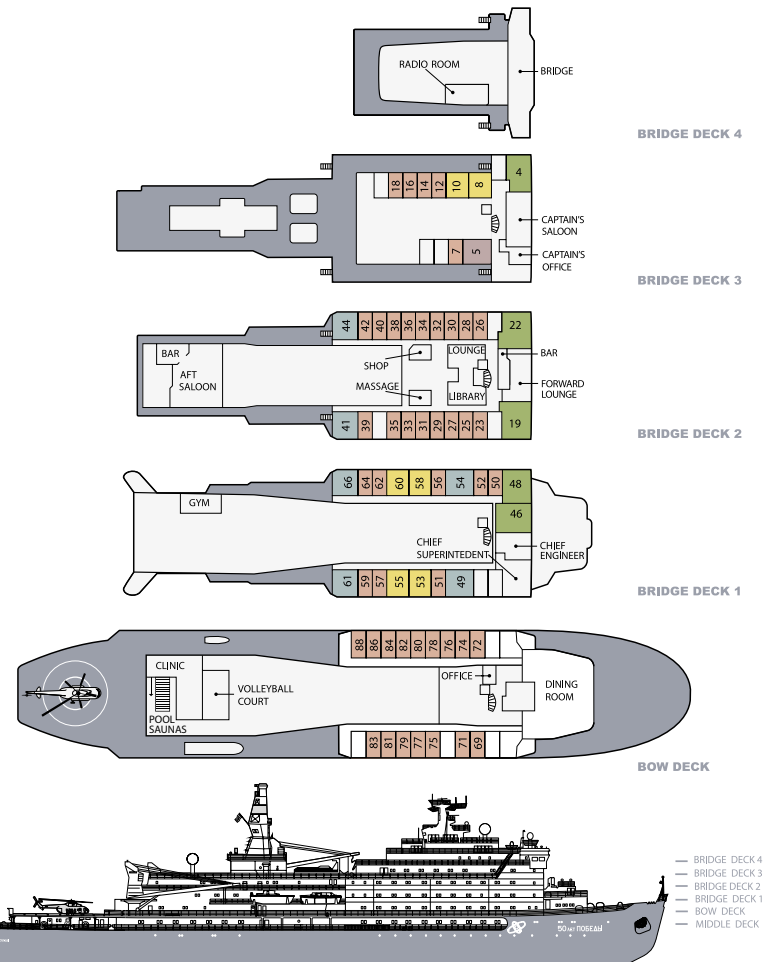 RADIO ROOM
BRIDGE
BRIDGE DECK 4
4
18 16 14 12 10 8
CAPTAIN'S
SALOON
7 5
CAPTAIN'S
OFFICE
BRIDGE DECK 3
44 42 40 38 36 34 32 30 28 26 22
BAR
AFT
SALOON
SHOP
LOUNGE
BAR
MASSAGE
LIBRARY
FORWARD
LOUNGE
41 39 35 33 31 29 27 25 23 19
BRIDGE DECK 2
66 64 62 60 58 56 54 52 50 48
GYM
46
CHIEF
SUPERINTEDENT
CHIEF
ENGINEER
61 59 57 55 53 51 49
BRIDGE DECK 1
88 86 84 82 80 78 76 74 72
CLINIC
OFFICE
VOLLEYBALL
COURT
DINING
ROOM
POOL
SAUNAS
83 81 79 77 75 71 69
BOW DECK
BRIDGE DECK 4
BRIDGE DECK 3
BRIDGE DECK 2
BRIDGE DECK 1
BOW DECK
MIDDLE DECK
50 ЛЕТ ПОБЕДЫ